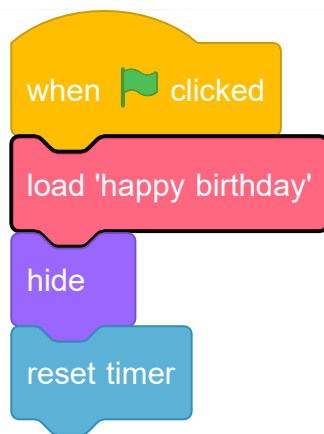 when clicked
load 'happy birthday'
hide
reset timer